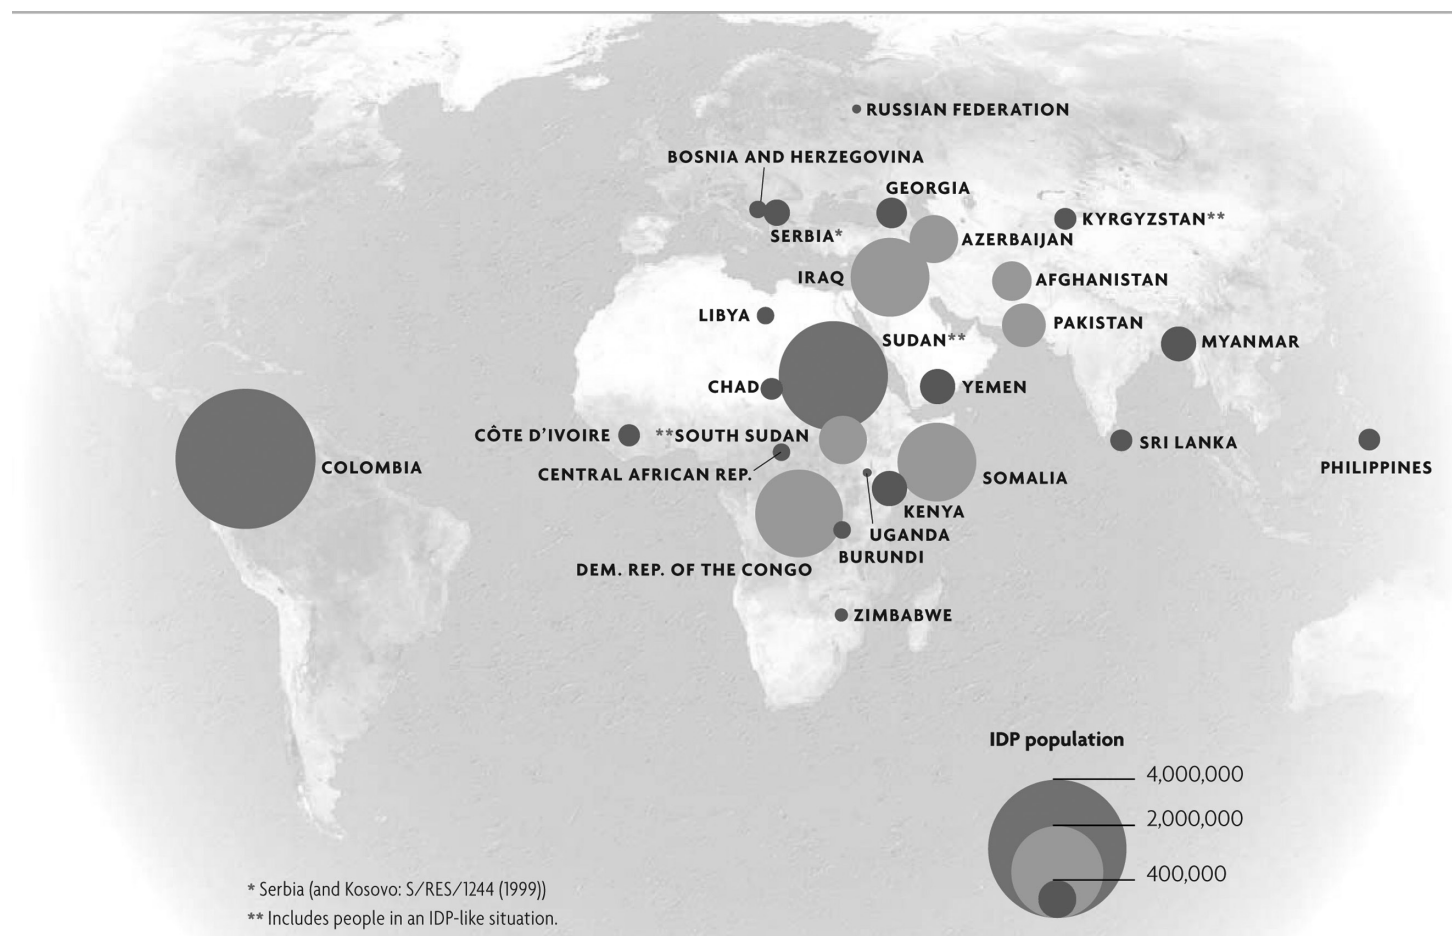 RUSSIAN FEDERATION
BOSNIA AND HERZEGOVINA
GEORGIA
KYRGYZSTAN**
SERBIA*
AZERBAIJAN
IRAQ
AFGHANISTAN
LIBYA
PAKISTAN
SUDAN**
MYANMAR
CHAD
YEMEN
CÔTE D’IVOIRE
**SOUTH SUDAN
SRI LANKA
COLOMBIA
PHILIPPINES
CENTRAL AFRICAN REP.
SOMALIA
KENYA
UGANDA
BURUNDI
DEM. REP. OF THE CONGO
ZIMBABWE
IDP population
4,000,000
2,000,000
400,000
* Serbia (and Kosovo: S/RES/1244 (1999))
** Includes people in an IDP-like situation.